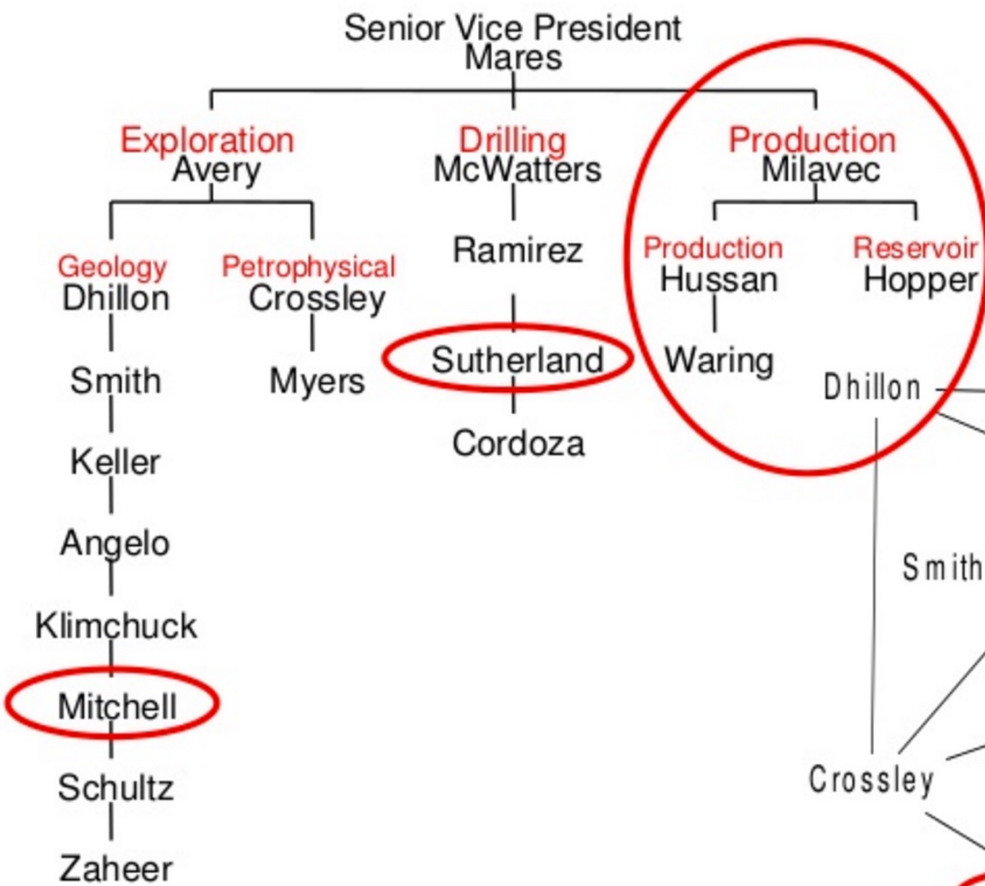 Senior Vice President
Mares
Exploration
Avery
Drilling
McWatters
Production
Milavec
Geology
Dhillon
Petrophysical
Crossley
Ramirez
Production
Hussan
Reservoir
Hopper
Smith
Myers
Sutherland
Waring
Dhillon
Keller
Cordoza
Angelo
Smith
Klimchuck
Mitchell
Schultz
Crossley
Zaheer